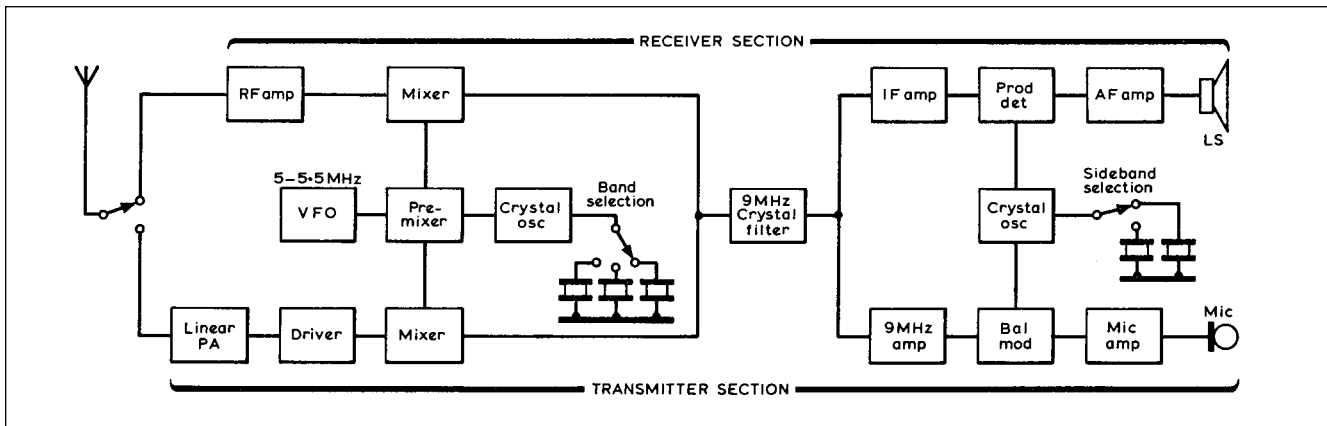 RECEIVER SECTION
RF amp
Mixer
IF amp
Prod
det
AF amp
LS
5–5·5MHz
VFO
Pre-
mixer
Crystal
osc
Band
selection
9MHz
Crystal
filter
Crystal
osc
Sideband
selection
Linear
PA
Driver
Mixer
9MHz
amp
Bal
mod
Mic
amp
Mic
TRANSMITTER SECTION